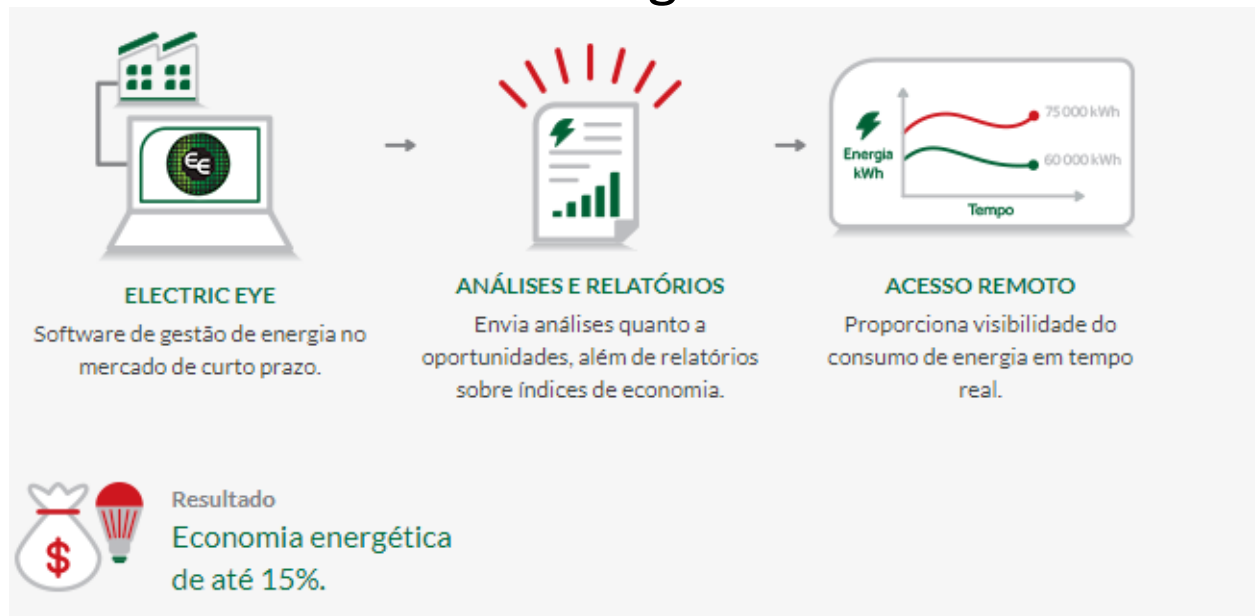 g
ELECTRIC EYE
Software de gestão de energia no
mercado de curto prazo.
ANÁLISES E RELATÓRIOS
Envia análises quanto a
oportunidades, além de relatórios
sobre índices de economia.
Energia
kWh
75 000 kWh
60 000 kWh
Tempo
ACESSO REMOTO
Proporciona visibilidade do
consumo de energia em tempo
real.
$
Resultado
Economia energética
de até 15%.